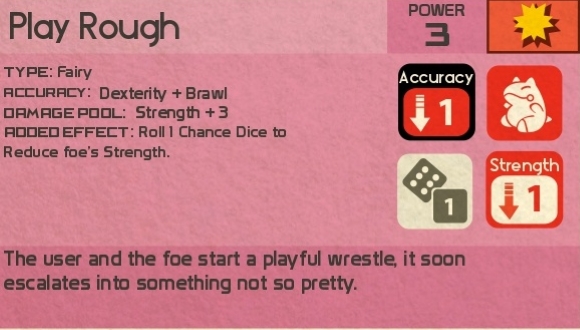 Play Rough
POWER
3
TYPE: Fairy
ACCURACY: Dexterity + Brawl
DAMAGE POOL: Strength + 3
ADDED EFFECT: Roll 1 Chance Dice to
Reduce foe's Strength.
Accuracy
1
1
Strength
1
The user and the foe start a playful wrestle, it soon
escalates into something not so pretty.